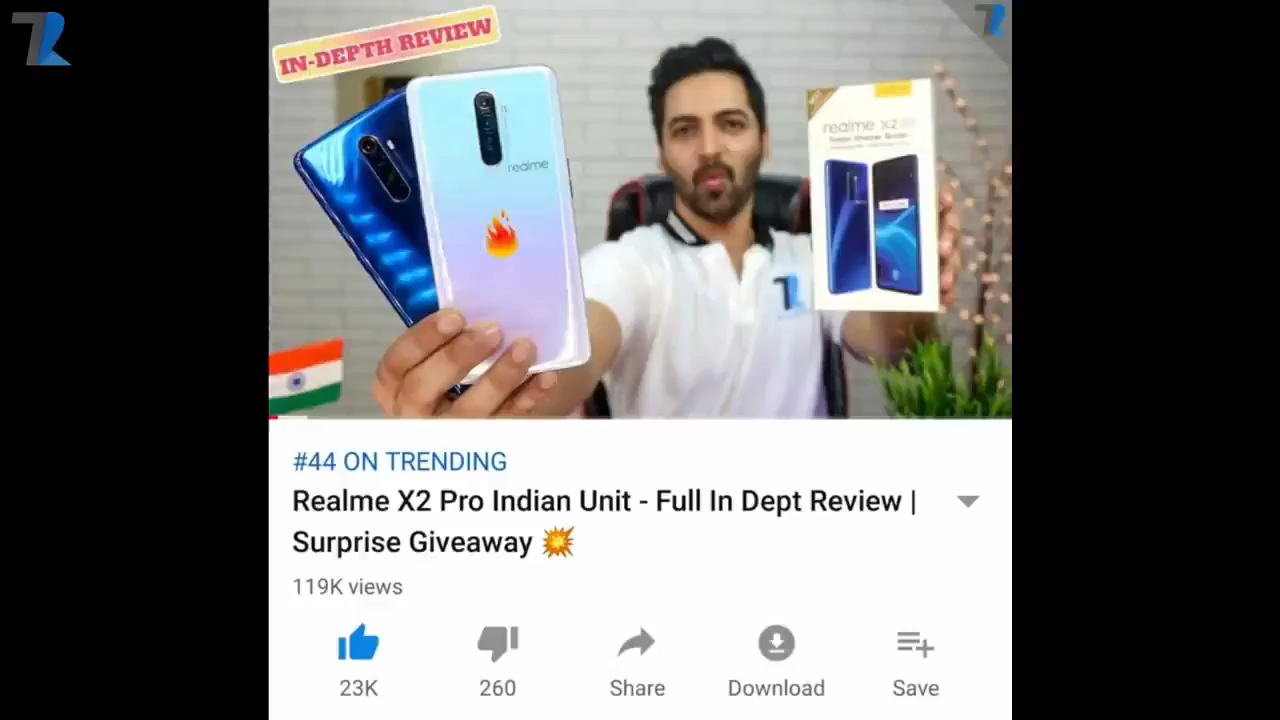 IN-DEPTH REVIEW
realme
realme X2
#44 ON TRENDING
Realme X2 Pro Indian Unit - Full In Dept Review |
Surprise Giveaway 💥
119K views
23K
260
Share
Download
Save